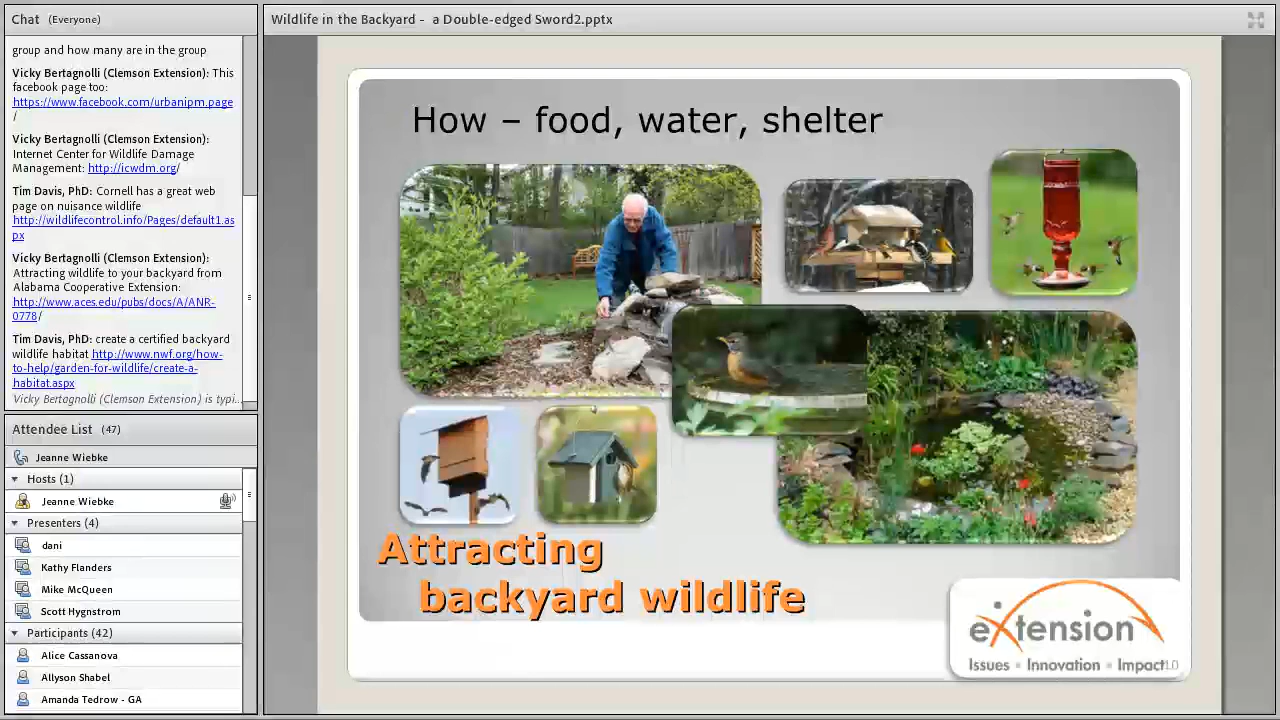 Chat (Everyone)
group and how many are in the group
Vicky Bertagnolli (Clemson Extension): This
facebook page too:
https://www.facebook.com/urbanipm.page
/
Vicky Bertagnolli (Clemson Extension):
Internet Center for Wildlife Damage
Management: http://icwdm.org/
Tim Davis, PhD: Cornell has a great web
page on nuisance wildlife
http://wildlifecontrol.info/Pages/default1.as
px
Vicky Bertagnolli (Clemson Extension):
Attracting wildlife to your backyard from
Alabama Cooperative Extension:
http://www.aces.edu/pubs/docs/A/ANR-
0778/
Tim Davis, PhD: create a certified backyard
wildlife habitat http://www.nwf.org/how-
to-help/garden-for-wildlife/create-a-
habitat.aspx
Vicky Bertagnolli (Clemson Extension) is typi...
Attendee List (47)
Jeanne Wiebke
Hosts (1)
Jeanne Wiebke
Presenters (4)
dani
Kathy Flanders
Mike McQueen
Scott Hygnstrom
Participants (42)
Alice Cassanova
Allyson Shabel
Amanda Tedrow - GA
Wildlife in the Backyard - a Double-edged Sword2.pptx
How – food, water, shelter
Attracting
backyard wildlife
eXtension
Issues • Innovation • Impact
10